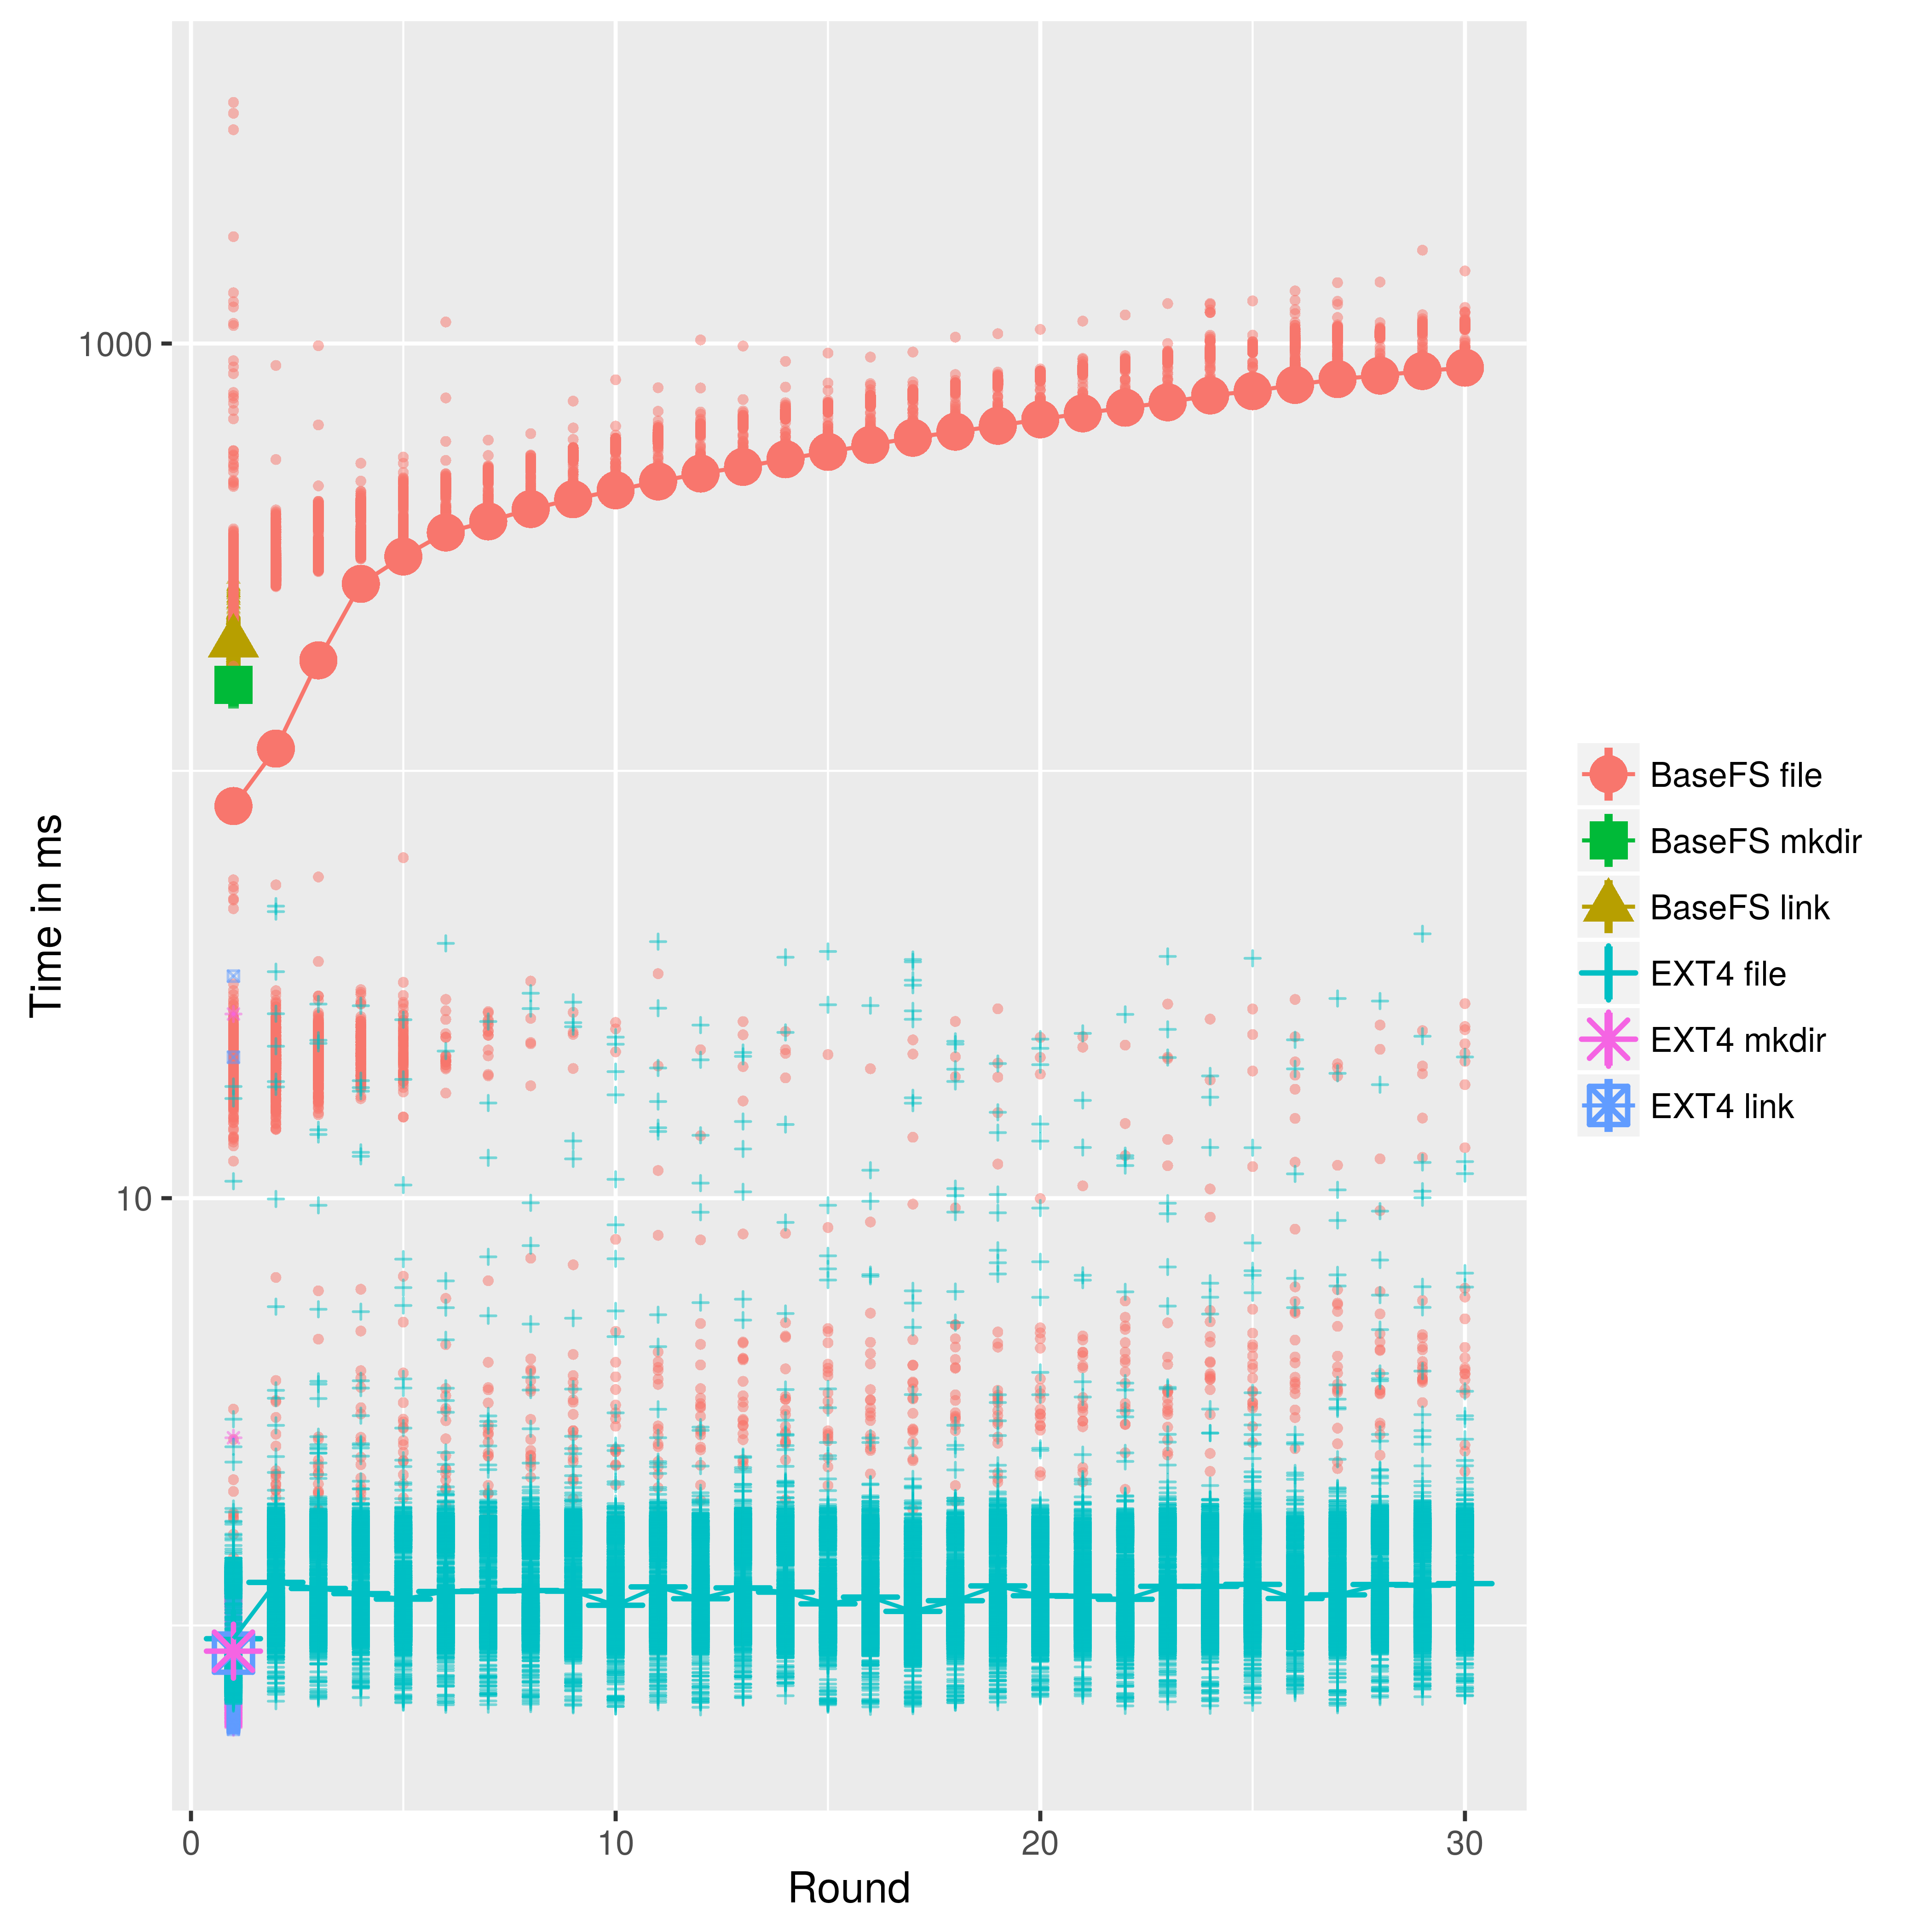 Time in ms
1000
10
0
10
20
30
Round
BaseFS file
BaseFS mkdir
BaseFS link
EXT4 file
EXT4 mkdir
EXT4 link